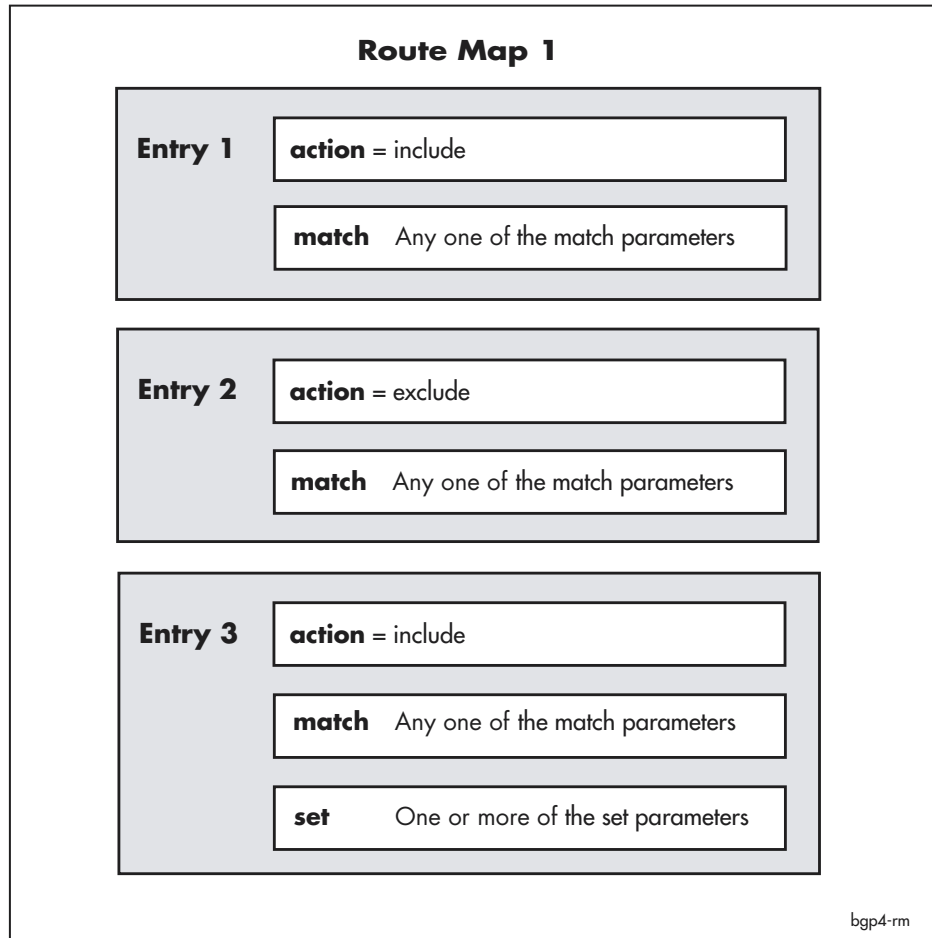 Route Map 1
Entry 1
action = include
match Any one of the match parameters
Entry 2
action = exclude
match Any one of the match parameters
Entry 3
action = include
match Any one of the match parameters
set One or more of the set parameters
bgp4-rm